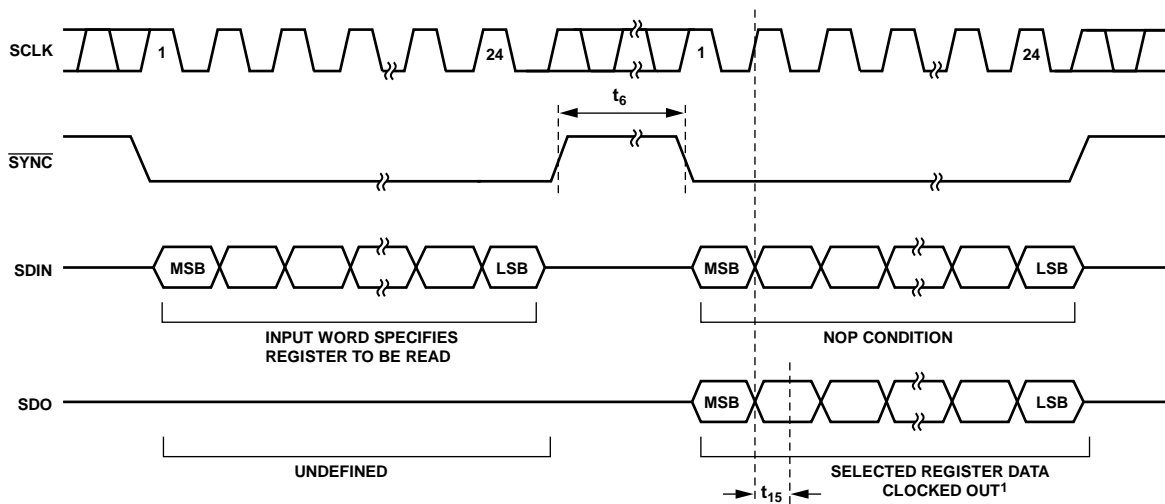 SCLK
1
24
1
24
t6
SYNC
SDIN
MSB
LSB
MSB
LSB
INPUT WORD SPECIFIES
REGISTER TO BE READ
NOP CONDITION
SDO
MSB
LSB
UNDEFINED
SELECTED REGISTER DATA
CLOCKED OUT1
t15